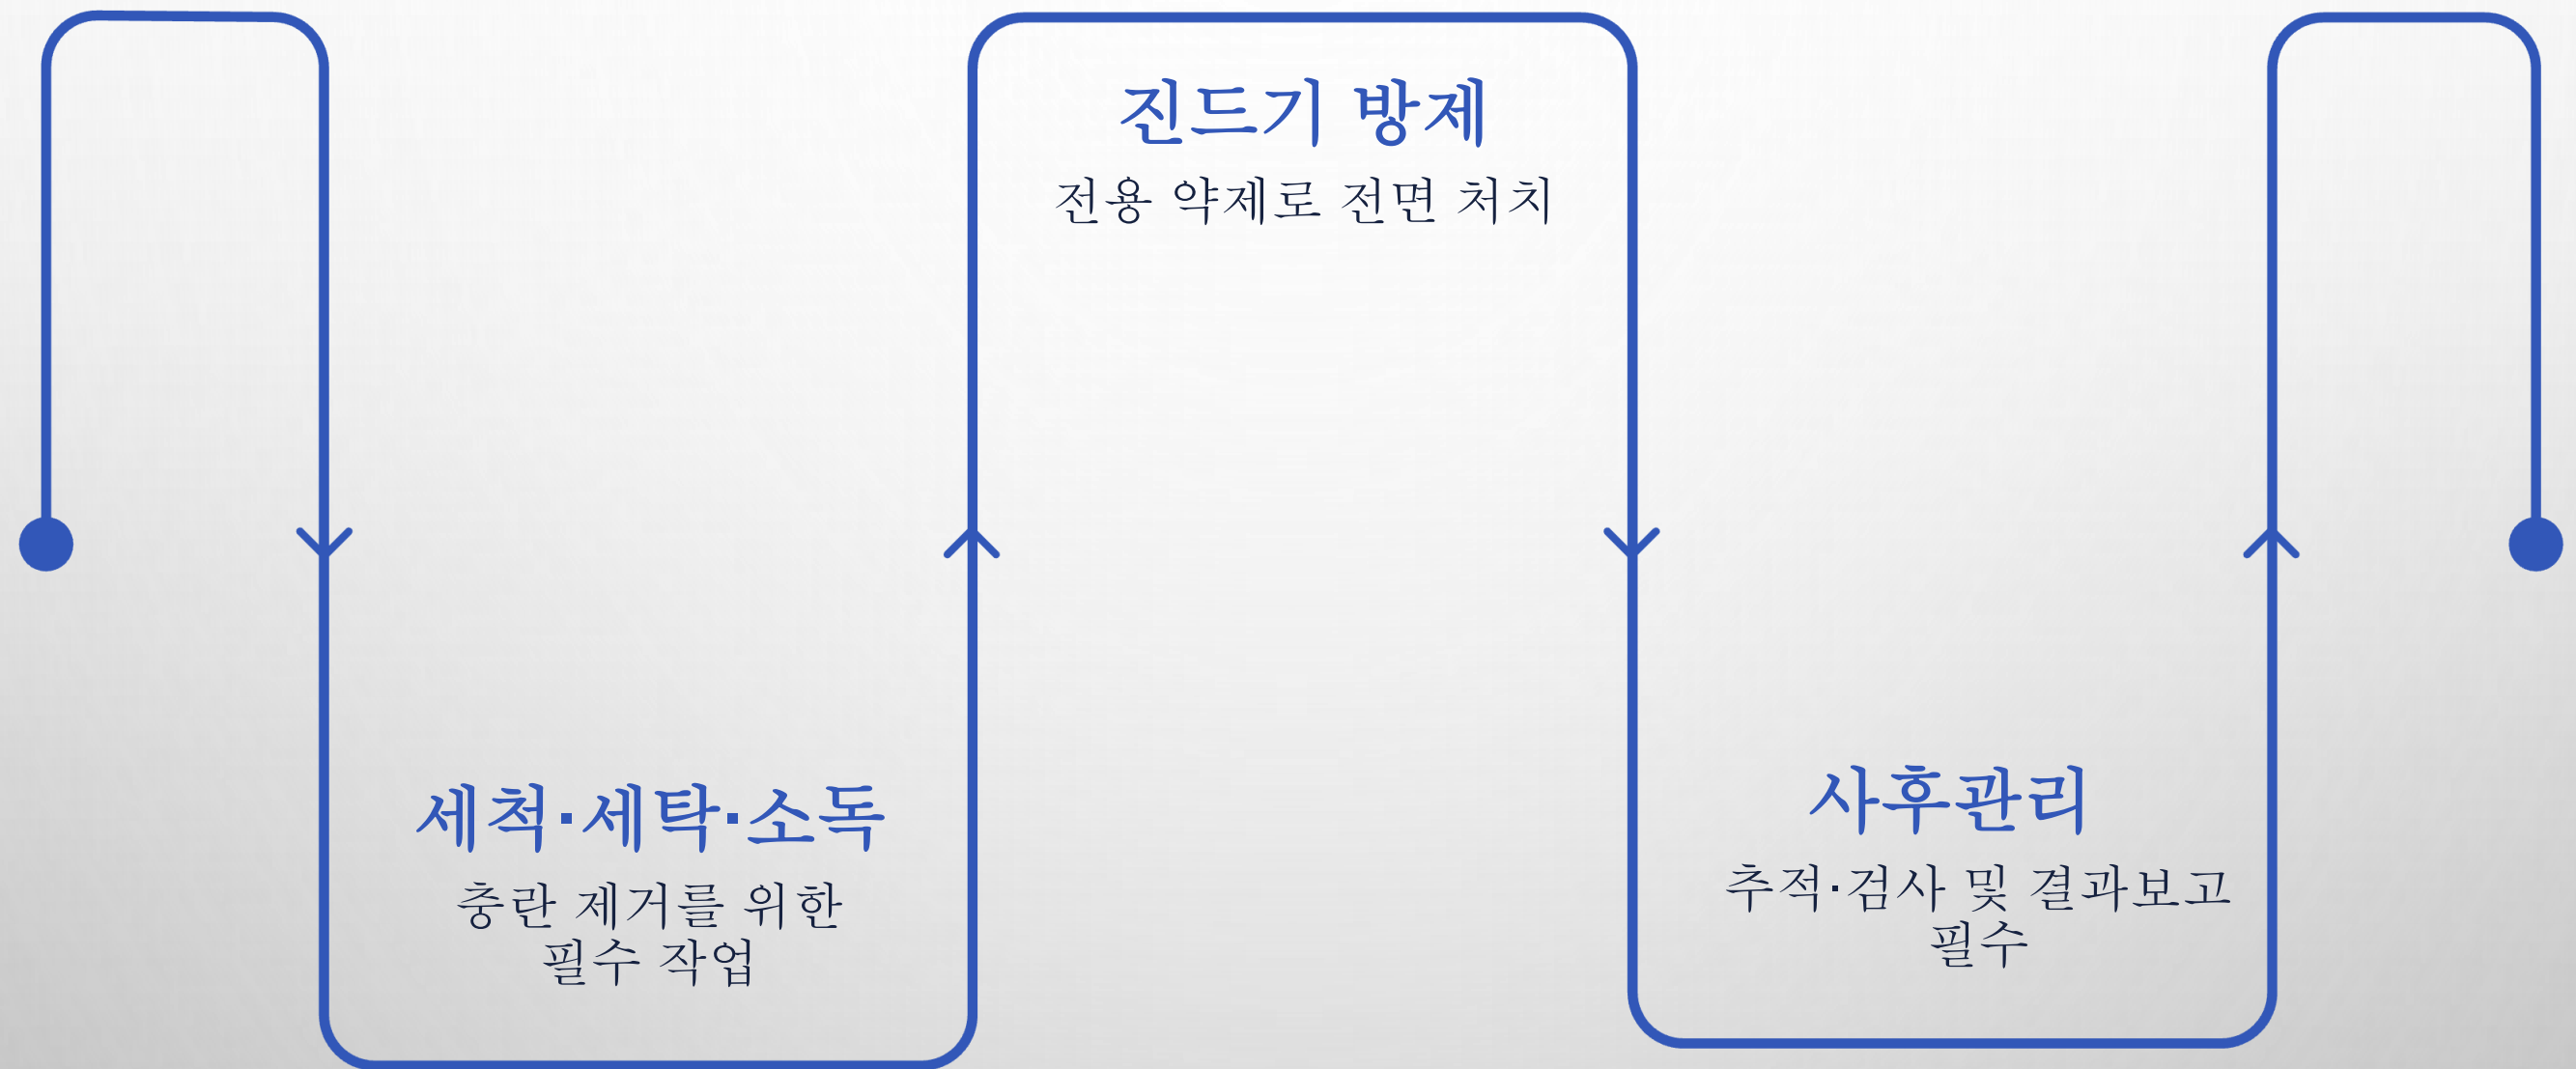 세척·세탁·소독
충란 제거를 위한
필수 작업
진드기 방제
전용 약제로 전면 처치
사후관리
추적·검사 및 결과보고
필수